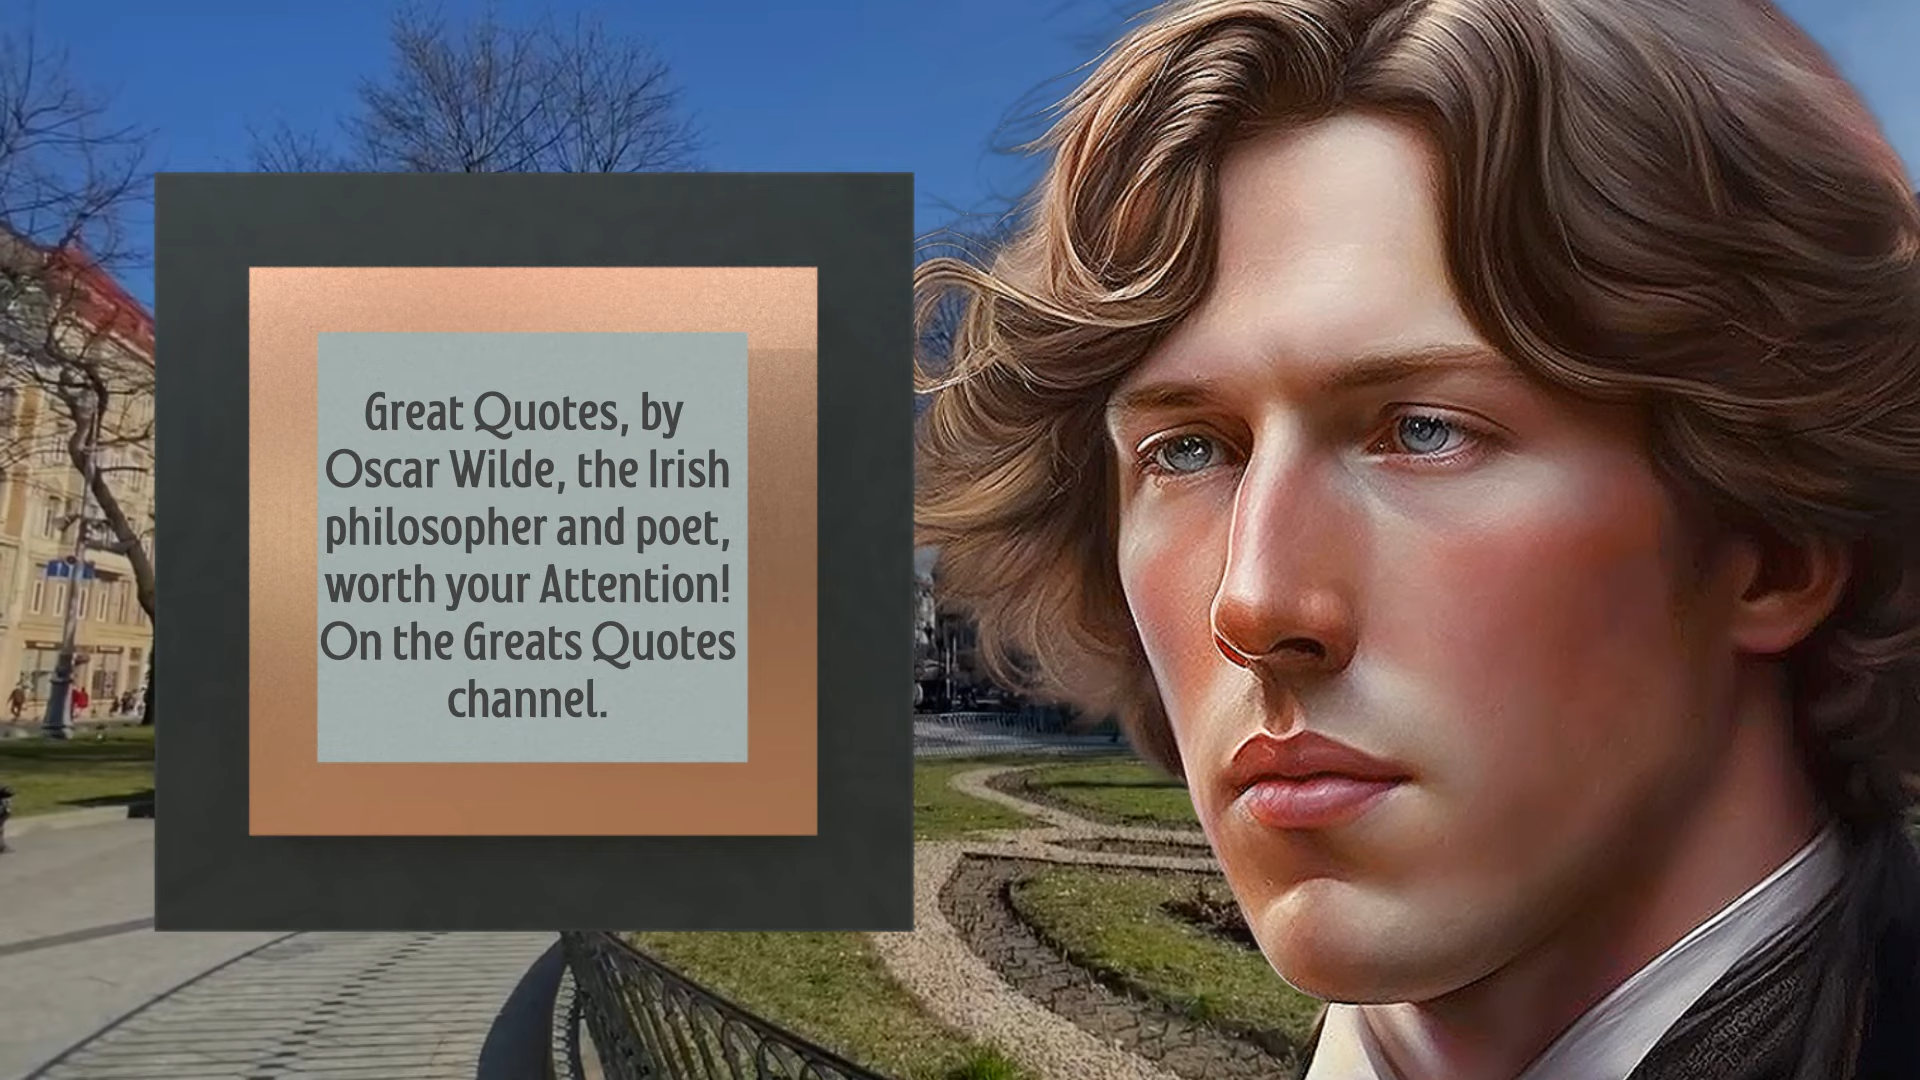 Great Quotes, by
Oscar Wilde, the Irish
philosopher and poet,
worth your Attention!
On the Greats Quotes
channel.